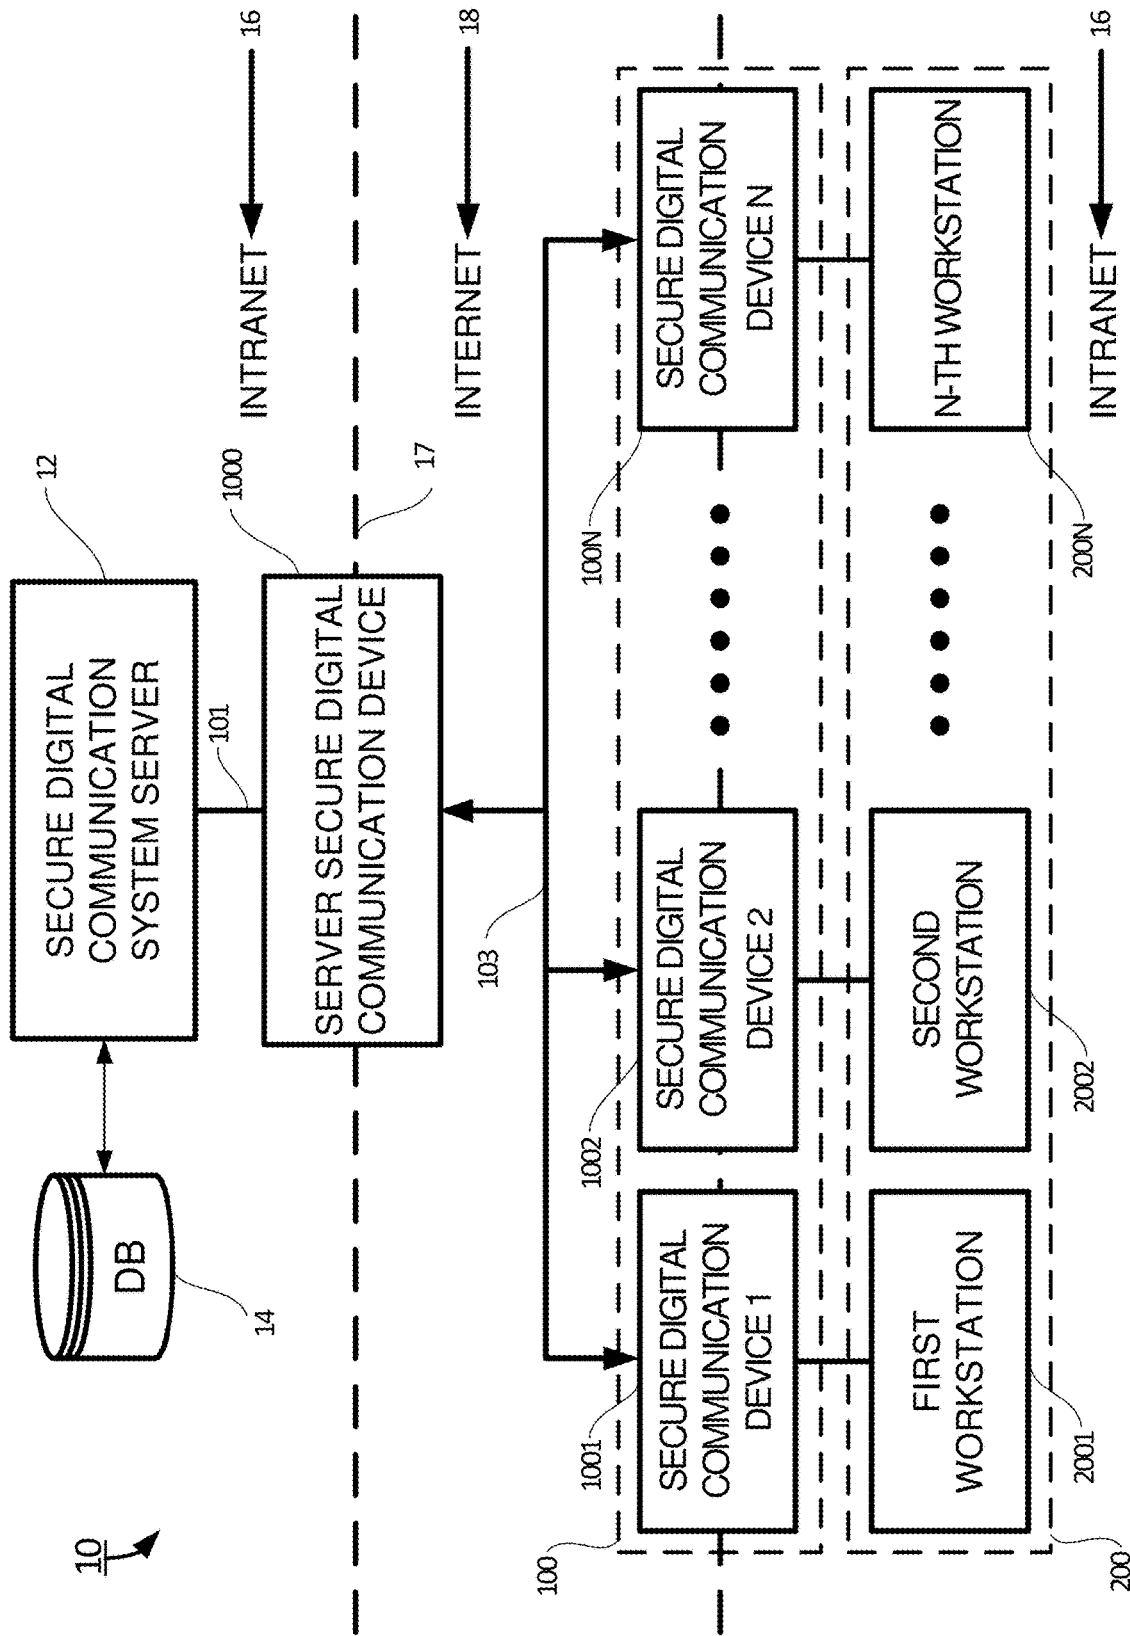 10
DB
14
SECURE DIGITAL
COMMUNICATION
SYSTEM SERVER
12
INTRANET
16
101
SERVER SECURE DIGITAL
COMMUNICATION DEVICE
1000
17
INTERNET
18
103
100
1001
SECURE DIGITAL
COMMUNICATION
DEVICE 1
1002
SECURE DIGITAL
COMMUNICATION
DEVICE 2
100N
SECURE DIGITAL
COMMUNICATION
DEVICE N
FIRST
WORKSTATION
2001
SECOND
WORKSTATION
2002
N-TH WORKSTATION
200N
200
INTRANET
16